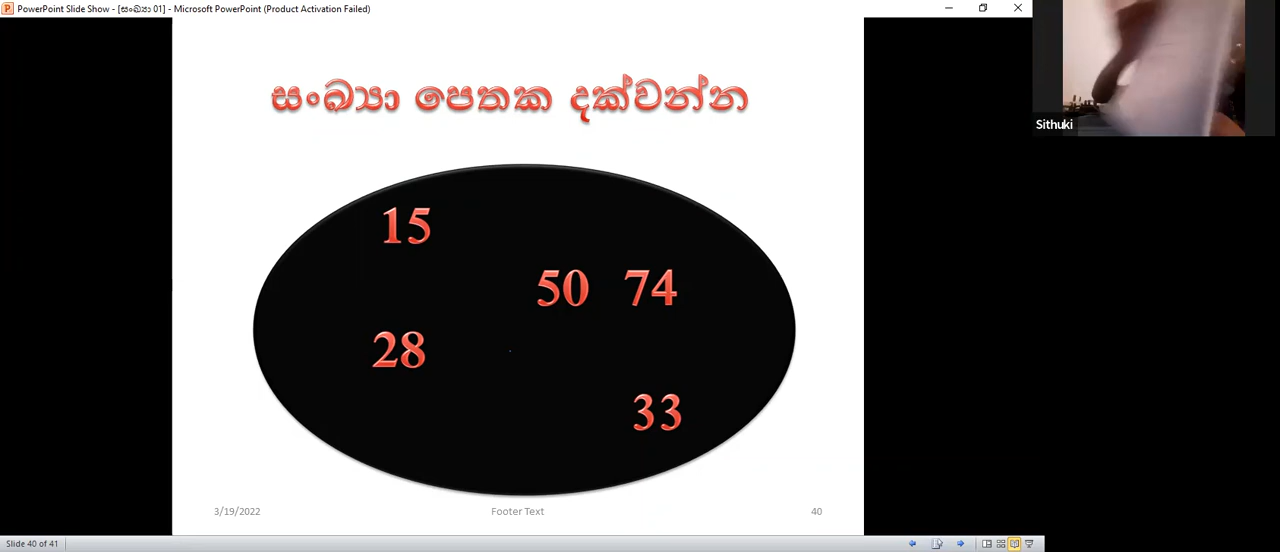 PowerPoint Slide Show - [සංඛ්‍යා 01] - Microsoft PowerPoint (Product Activation Failed)
Sithuki
සංඛ්‍යා පෙතක දක්වන්න
15
50 74
28
33
3/19/2022 Footer Text 40
Slide 40 of 41